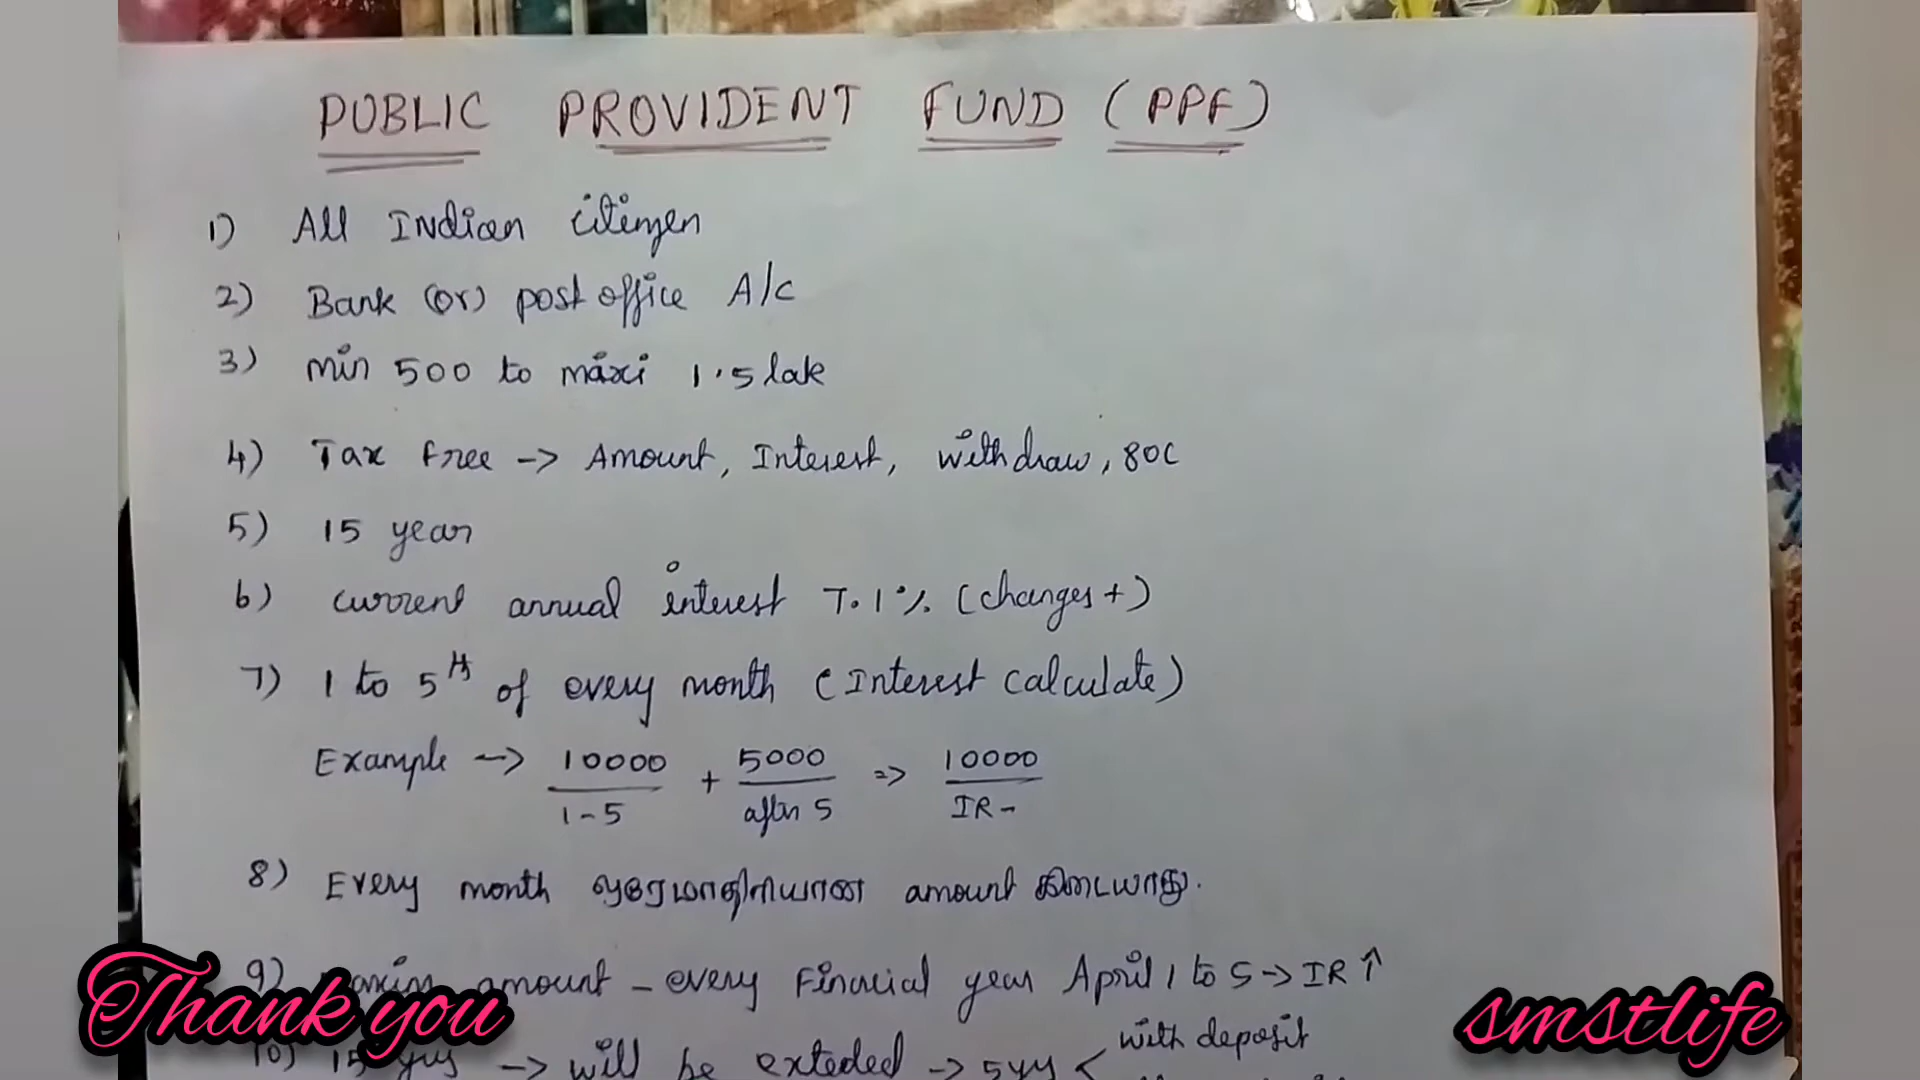 PUBLIC PROVIDENT FUND (PPF)
1) All Indian citizen
2) Bank (or) post office A/c
3) min 500 to maxi 1.5 lak
4) Tax free -> Amount, Interest, withdraw, 80C
5) 15 year
6) current annual interest 7.1% (changes +)
7) 1 to 5th of every month (Interest calculate)
Example -> 10000 + 5000 => 10000
1-5 after 5 IR -
8) Every month ஒரேமாதிரியான amount கிடையாது.
9) amount - every Finacial year April 1 to 5 -> IR ↑
with deposit
10) 15 yrs -> will be exteded -> 5yy <
Thank you
smstlife